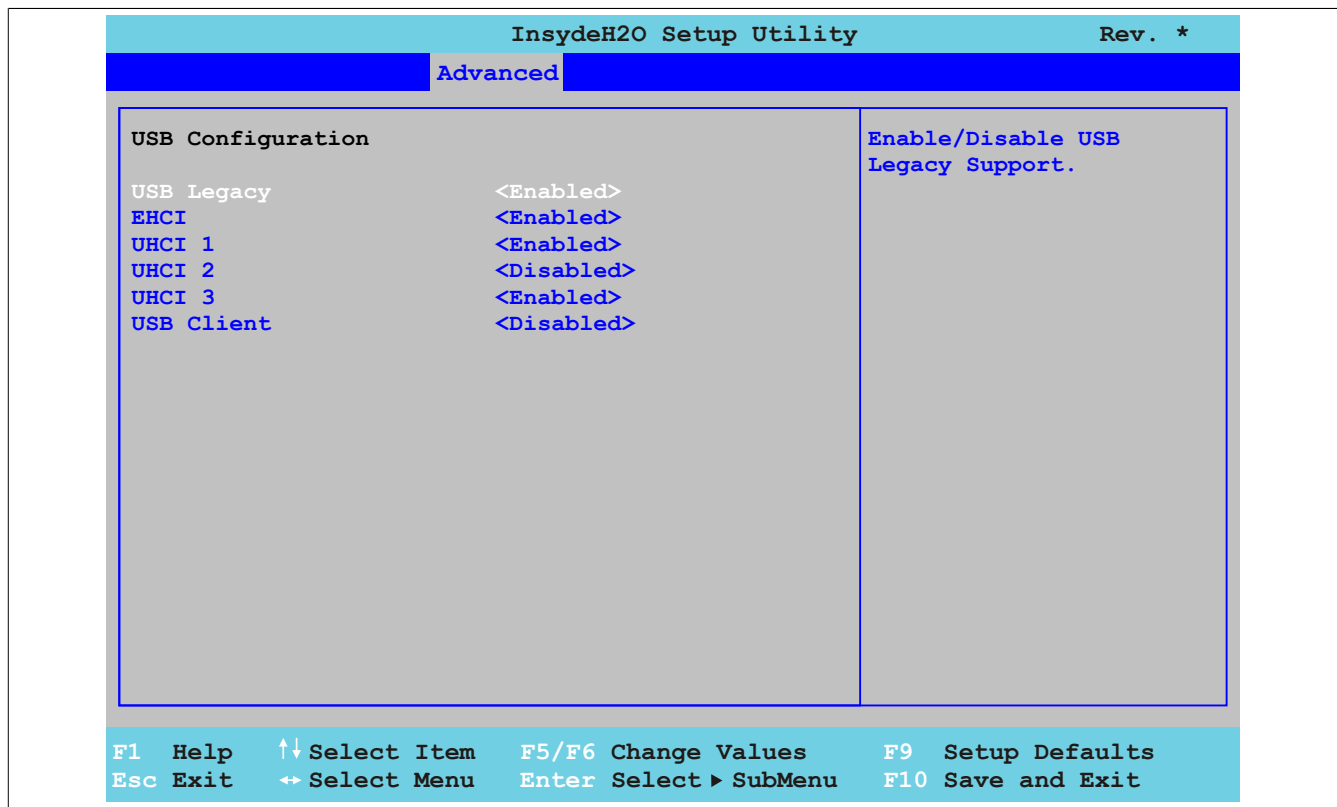 InsydeH2O Setup Utility Rev. *
Advanced
USB Configuration
Enable/Disable USB
Legacy Support.
USB Legacy <Enabled>
EHCI <Enabled>
UHCI 1 <Enabled>
UHCI 2 <Disabled>
UHCI 3 <Enabled>
USB Client <Disabled>
F1 Help ↑↓ Select Item F5/F6 Change Values F9 Setup Defaults
Esc Exit ↔ Select Menu Enter Select ▶ SubMenu F10 Save and Exit